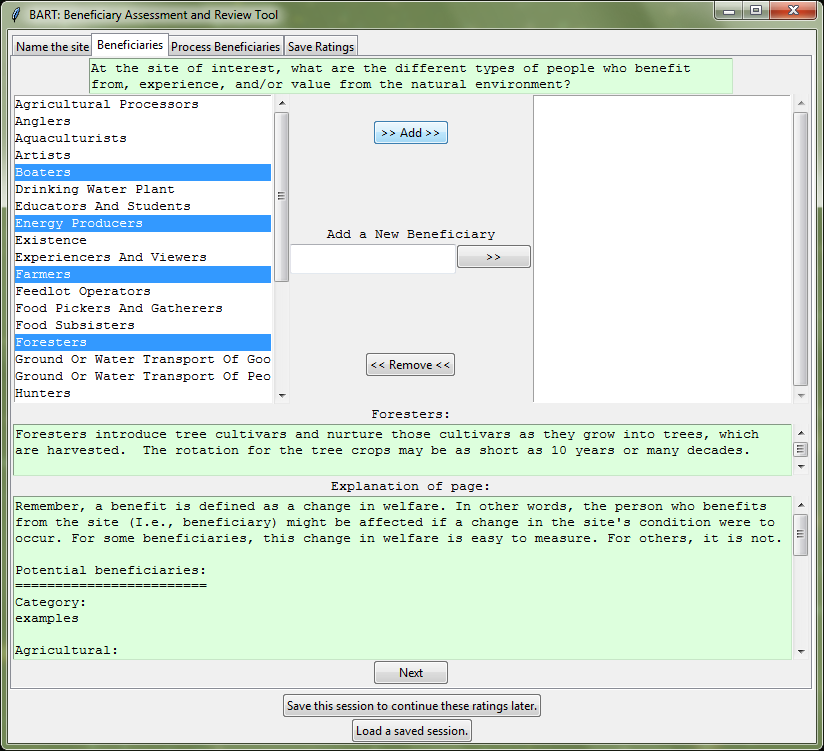 BART: Beneficiary Assessment and Review Tool
Name the site Beneficiaries Process Beneficiaries Save Ratings
At the site of interest, what are the different types of people who benefit
from, experience, and/or value from the natural environment?
Agricultural Processors
Anglers
Aquaculturists
Artists
Boaters
Drinking Water Plant
Educators And Students
Energy Producers
Existence
Experiencers And Viewers
Farmers
Feedlot Operators
Food Pickers And Gatherers
Food Subsisters
Foresters
Ground Or Water Transport Of Goo
Ground Or Water Transport Of Peo
Hunters
>> Add >>
Add a New Beneficiary
>>
<< Remove <<
Foresters:
Foresters introduce tree cultivars and nurture those cultivars as they grow into trees, which
are harvested.  The rotation for the tree crops may be as short as 10 years or many decades.
Explanation of page:
Remember, a benefit is defined as a change in welfare. In other words, the person who benefits
from the site (I.e., beneficiary) might be affected if a change in the site's condition were to
occur. For some beneficiaries, this change in welfare is easy to measure. For others, it is not.
Potential beneficiaries:
========================
Category:
examples
Agricultural:
Next
Save this session to continue these ratings later.
Load a saved session.